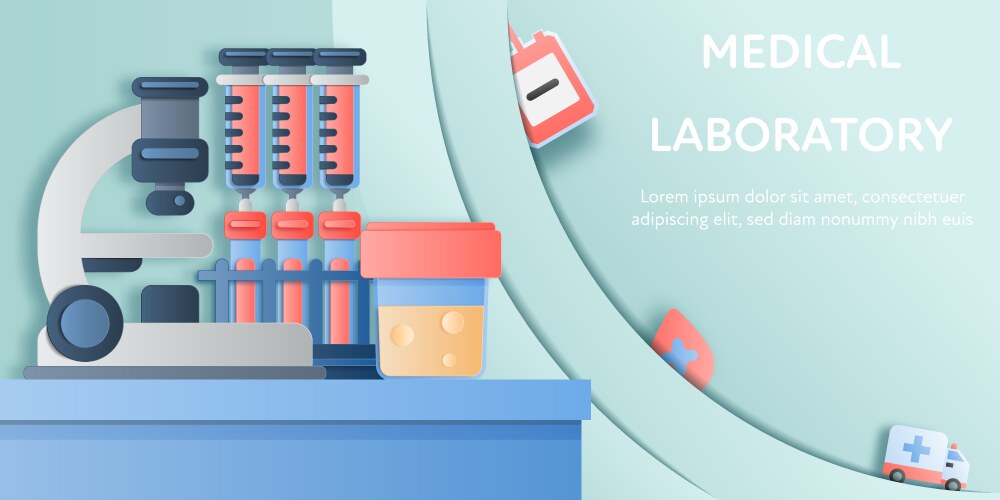 MEDICAL
LABORATORY
Lorem ipsum dolor sit amet, consectetuer
adipiscing elit, sed diam nonummy nibh euis